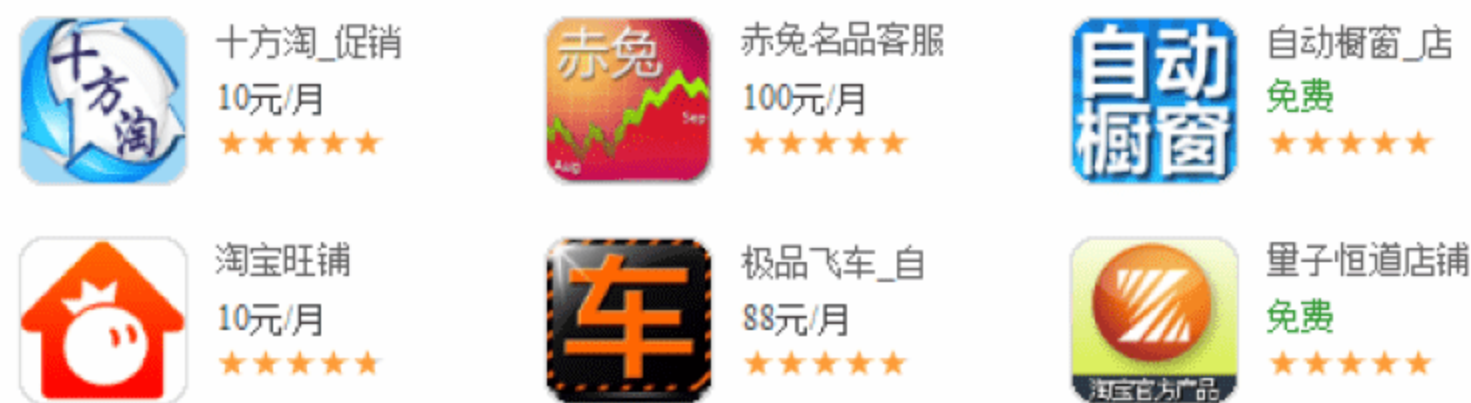 十方淘
十方淘_促销
10元/月
赤兔
Sep
Aug
赤兔名品客服
100元/月
自动
橱窗
自动橱窗_店
免费
淘宝旺铺
10元/月
车
极品飞车_自
88元/月
淘宝官方产品
量子恒道店铺
免费